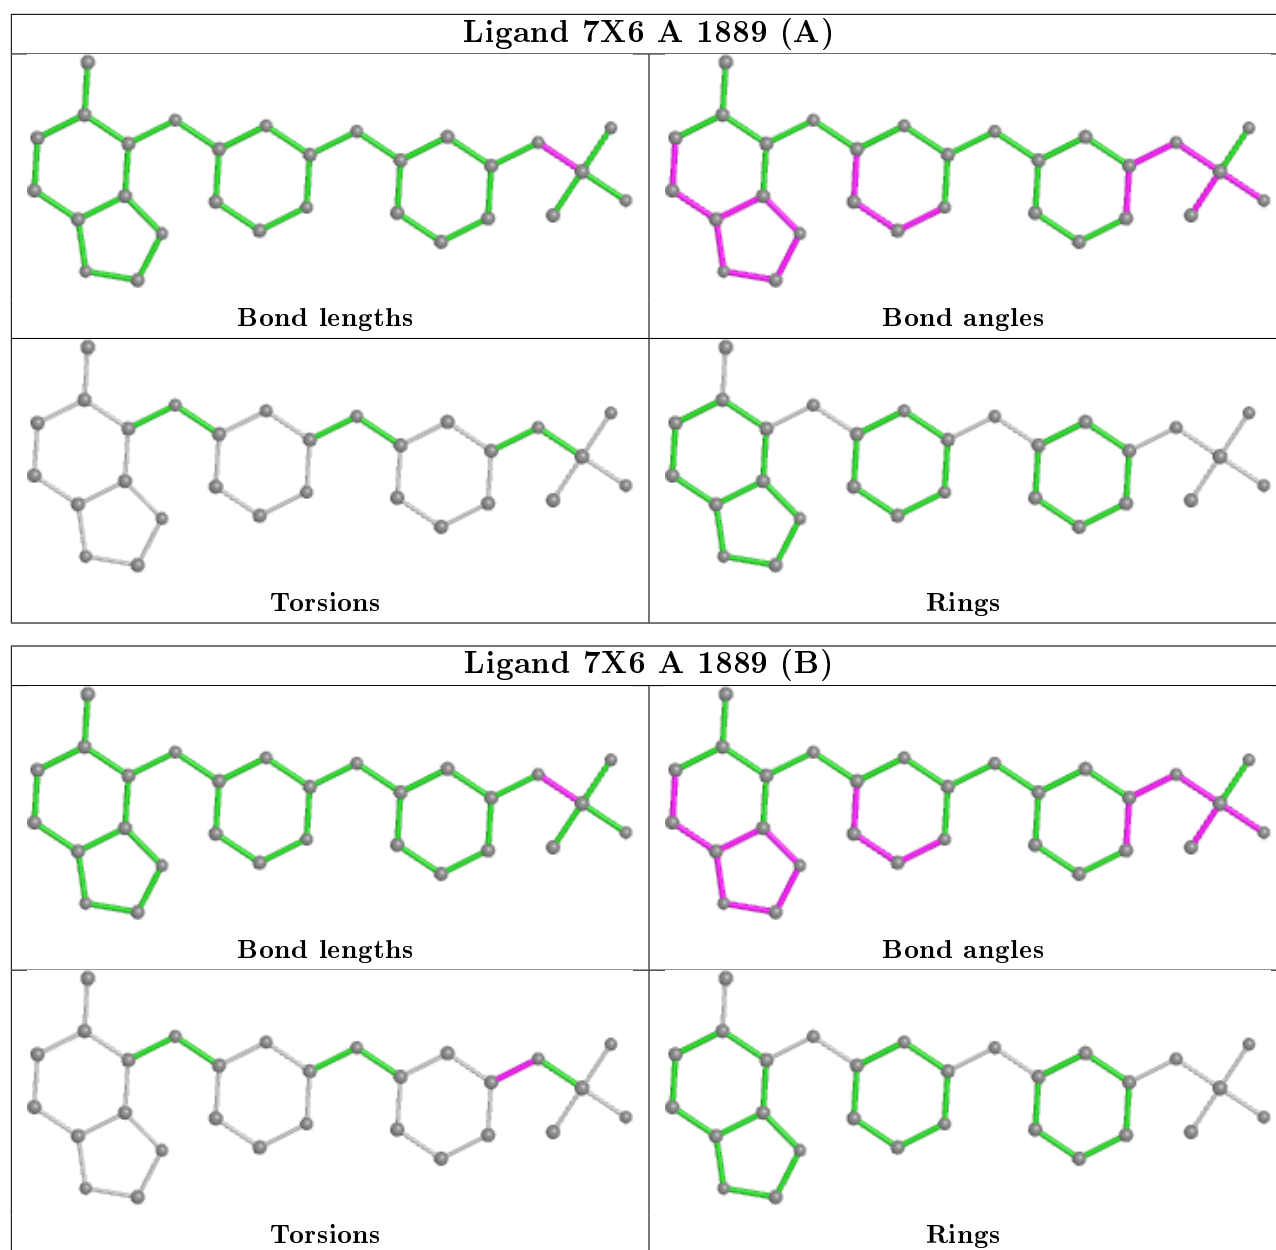 Ligand 7X6 A 1889 (A)
Bond lengths
Bond angles
Torsions
Rings
Ligand 7X6 A 1889 (B)
Bond lengths
Bond angles
Torsions
Rings